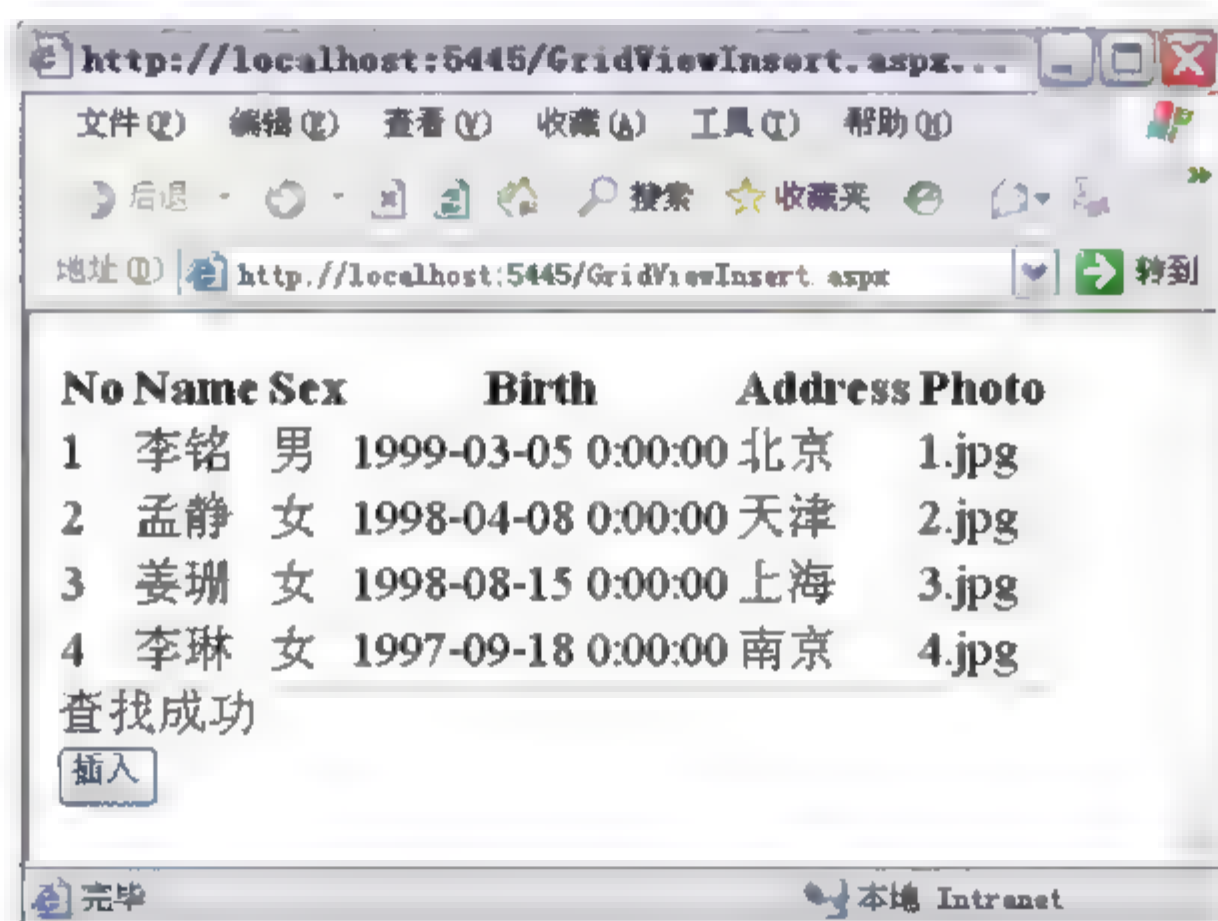 http://localhost:5445/GridViewInsert.aspx...
文件(F) 编辑(E) 查看(V) 收藏(A) 工具(T) 帮助(H)
后退 搜索 收藏夹
地址(D) http://localhost:5445/GridViewInsert.aspx 转到
No Name Sex Birth Address Photo
1 李铭 男 1999-03-05 0:00:00 北京 1.jpg
2 孟静 女 1998-04-08 0:00:00 天津 2.jpg
3 姜珊 女 1998-08-15 0:00:00 上海 3.jpg
4 李琳 女 1997-09-18 0:00:00 南京 4.jpg
查找成功
插入
完毕 本地 Intranet